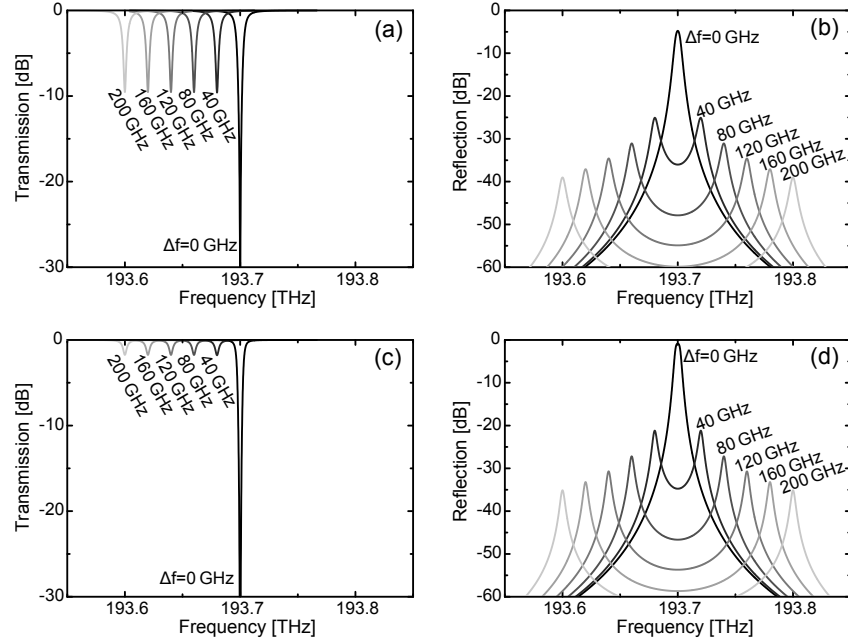 (a)
0
-10
-20
-30
Transmission [dB]
200 GHz
160 GHz
120 GHz
80 GHz
40 GHz
Δf=0 GHz
193.6
193.7
193.8
Frequency [THz]
(b)
0
-10
-20
-30
-40
-50
-60
Reflection [dB]
Δf=0 GHz
40 GHz
80 GHz
120 GHz
160 GHz
200 GHz
193.6
193.7
193.8
Frequency [THz]
(c)
0
-10
-20
-30
Transmission [dB]
200 GHz
160 GHz
120 GHz
80 GHz
40 GHz
Δf=0 GHz
193.6
193.7
193.8
Frequency [THz]
(d)
0
-10
-20
-30
-40
-50
-60
Reflection [dB]
Δf=0 GHz
40 GHz
80 GHz
120 GHz
160 GHz
200 GHz
193.6
193.7
193.8
Frequency [THz]